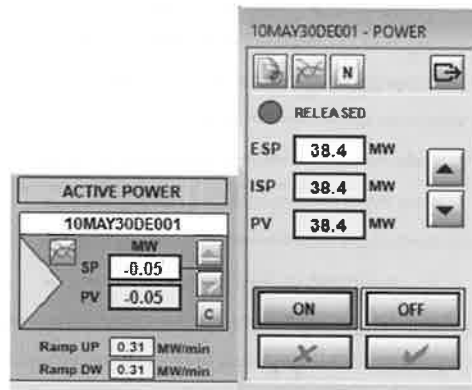 ACTIVE POWER
10MAY30DE001
MW
SP -0.05
PV -0.05
C
Ramp UP 0.31 MW/min
Ramp DW 0.31 MW/min
10MAY30DE001 - POWER
N
RELEASED
ESP 38.4 MW
ISP 38.4 MW
PV 38.4 MW
ON OFF